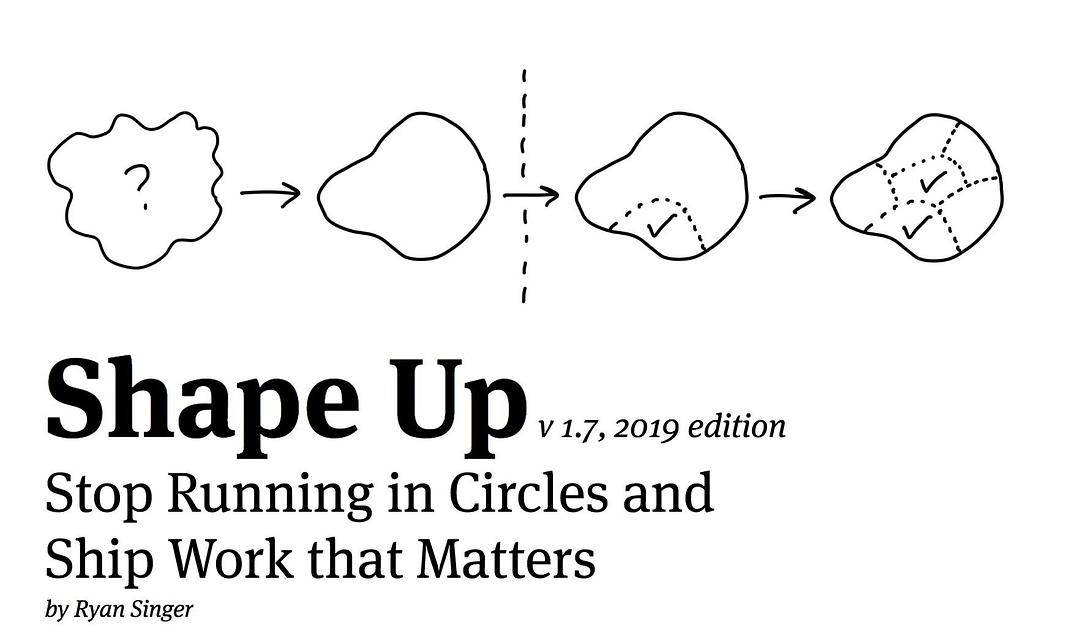 ?
Shape Up v 1.7, 2019 edition
Stop Running in Circles and
Ship Work that Matters
by Ryan Singer